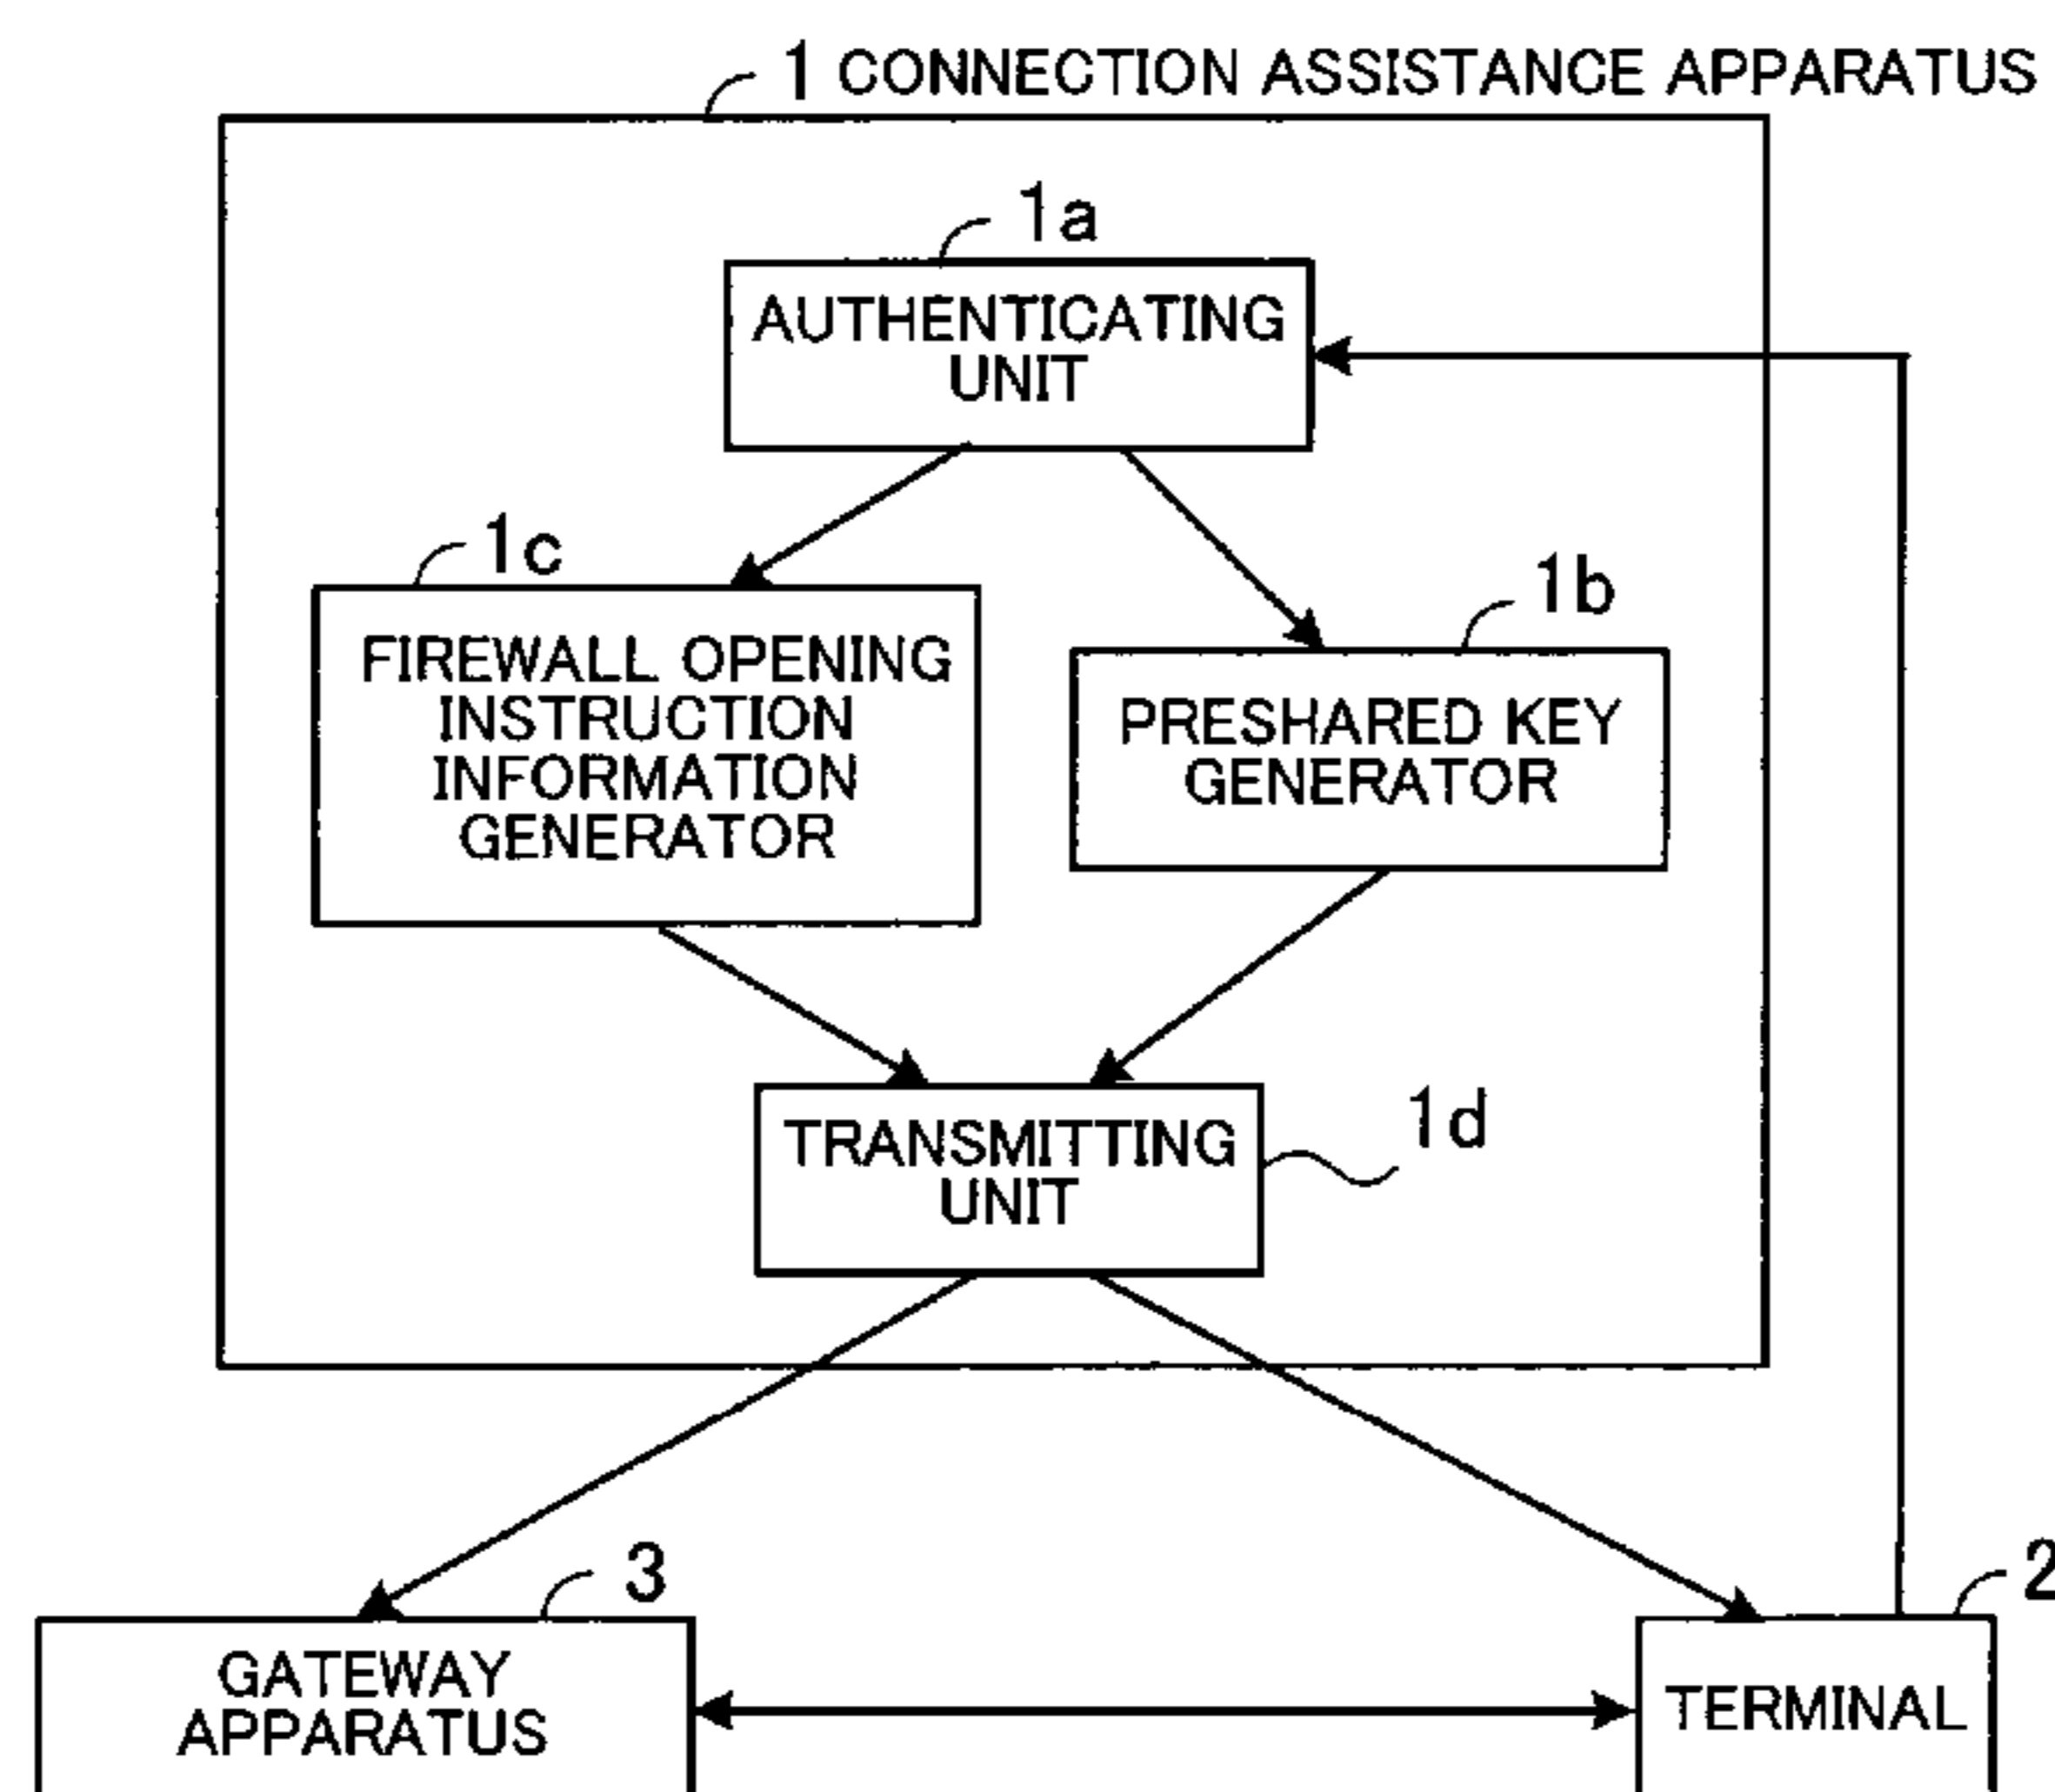 1 CONNECTION ASSISTANCE APPARATUS
1a
AUTHENTICATING
UNIT
1c
FIREWALL OPENING
INSTRUCTION
INFORMATION
GENERATOR
1b
PRESHARED KEY
GENERATOR
1d
TRANSMITTING
UNIT
3
GATEWAY
APPARATUS
2
TERMINAL